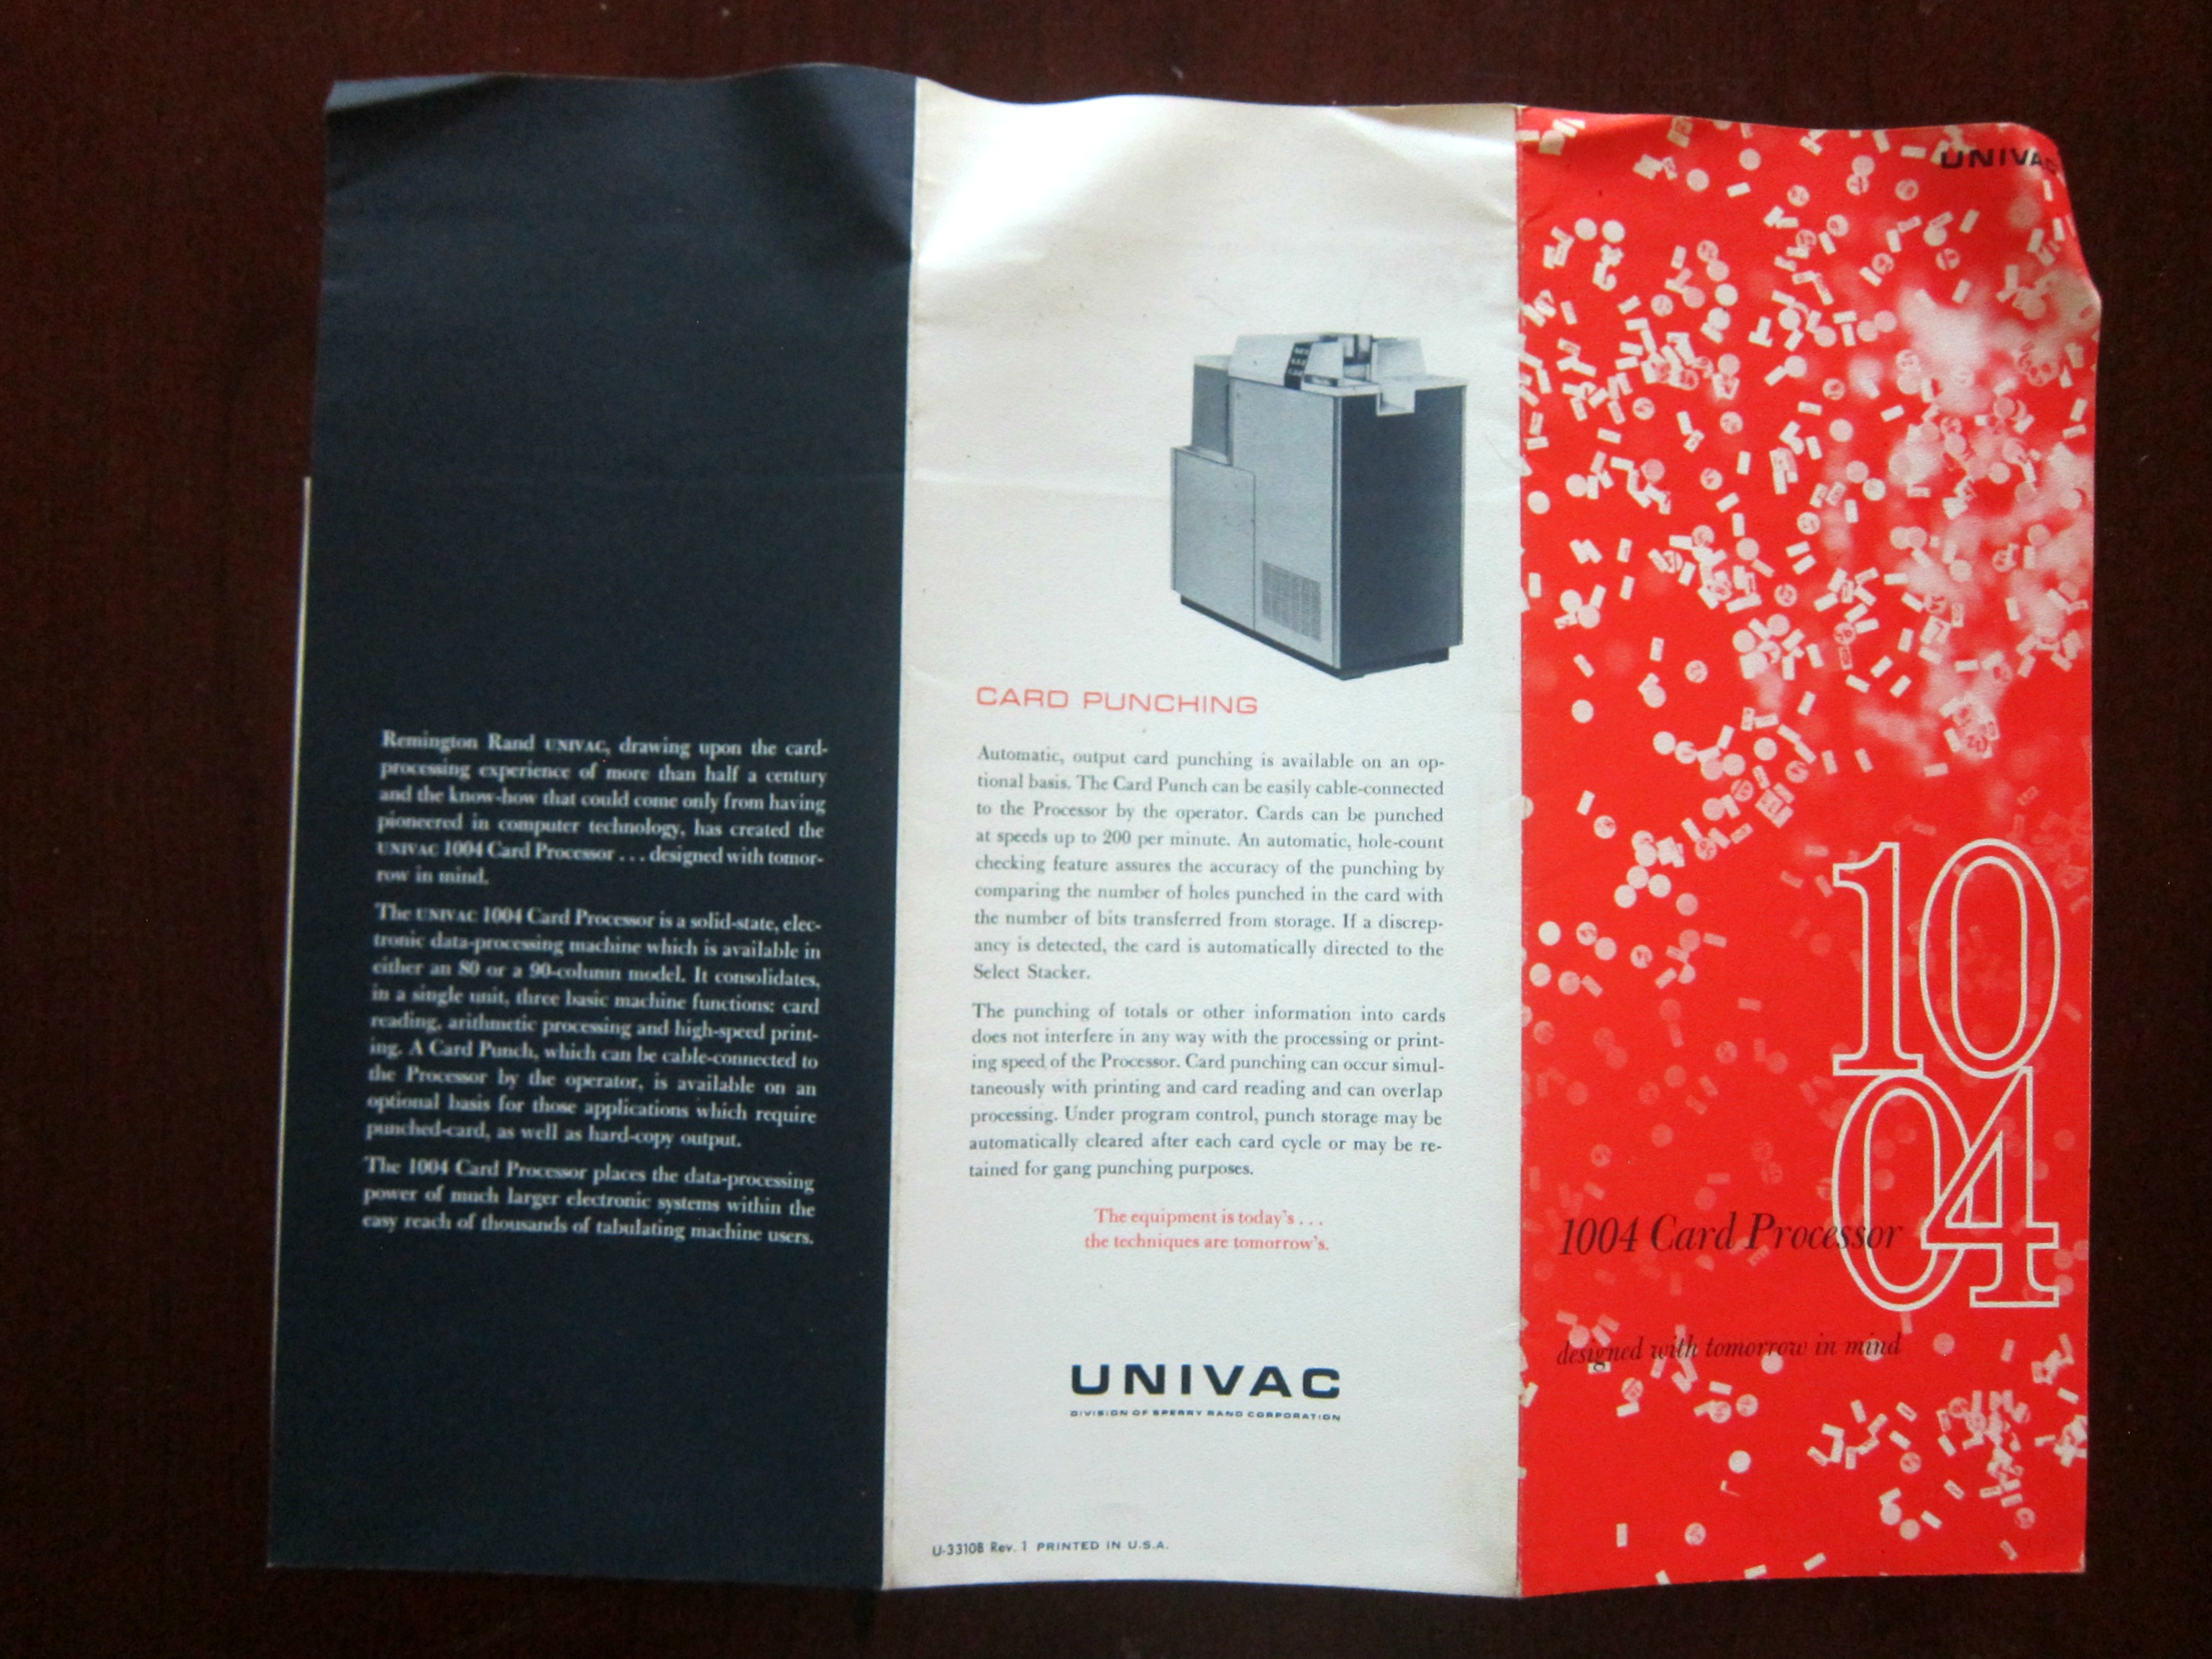 Remington Rand UNIVAC, drawing upon the card-
processing experience of more than half a century
and the know-how that could come only from having
pioneered in computer technology, has created the
UNIVAC 1004 Card Processor . . . designed with tomor-
row in mind.
The UNIVAC 1004 Card Processor is a solid-state, elec-
tronic data-processing machine which is available in
either an 80 or a 90-column model. It consolidates,
in a single unit, three basic machine functions: card
reading, arithmetic processing and high-speed print-
ing. A Card Punch, which can be cable-connected to
the Processor by the operator, is available on an
optional basis for those applications which require
punched-card, as well as hard-copy output.
The 1004 Card Processor places the data-processing
power of much larger electronic systems within the
easy reach of thousands of tabulating machine users.
CARD PUNCHING
Automatic, output card punching is available on an op-
tional basis. The Card Punch can be easily cable-connected
to the Processor by the operator. Cards can be punched
at speeds up to 200 per minute. An automatic, hole-count
checking feature assures the accuracy of the punching by
comparing the number of holes punched in the card with
the number of bits transferred from storage. If a discrep-
ancy is detected, the card is automatically directed to the
Select Stacker.
The punching of totals or other information into cards
does not interfere in any way with the processing or print-
ing speed of the Processor. Card punching can occur simul-
taneously with printing and card reading and can overlap
processing. Under program control, punch storage may be
automatically cleared after each card cycle or may be re-
tained for gang punching purposes.
The equipment is today's . . .
the techniques are tomorrow's.
UNIVAC
DIVISION OF SPERRY RAND CORPORATION
U-3310B Rev. 1 PRINTED IN U.S.A.
UNIVAC
10
04
1004 Card Processor
designed with tomorrow in mind